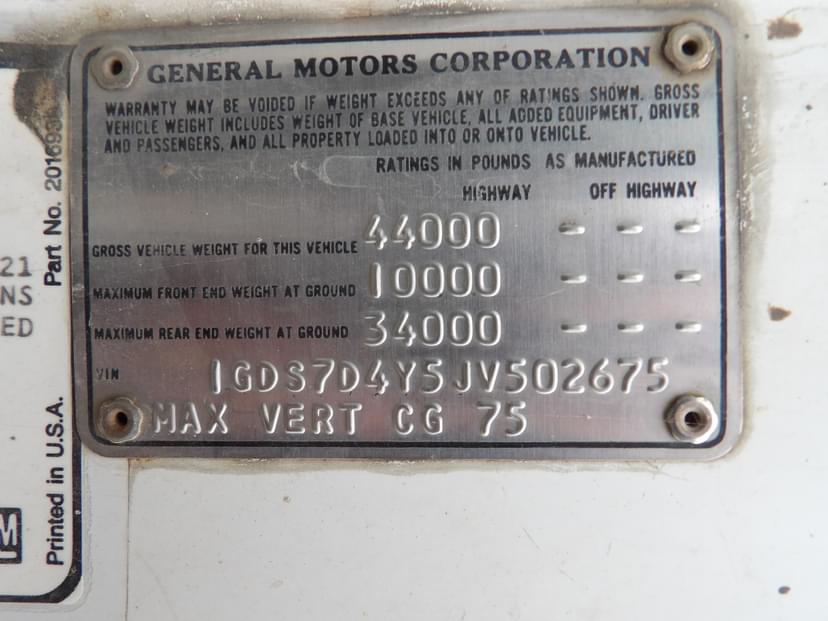 GENERAL MOTORS CORPORATION
WARRANTY MAY BE VOIDED IF WEIGHT EXCEEDS ANY OF RATINGS SHOWN. GROSS
VEHICLE WEIGHT INCLUDES WEIGHT OF BASE VEHICLE, ALL ADDED EQUIPMENT, DRIVER
AND PASSENGERS, AND ALL PROPERTY LOADED INTO OR ONTO VEHICLE.
RATINGS IN POUNDS AS MANUFACTURED
HIGHWAY OFF HIGHWAY
GROSS VEHICLE WEIGHT FOR THIS VEHICLE 44000 - - -
MAXIMUM FRONT END WEIGHT AT GROUND 10000 - - -
MAXIMUM REAR END WEIGHT AT GROUND 34000 - - -
VIN 1GDS7D4Y5JV502675
MAX VERT CG 75
Part No.
Printed in U.S.A.
21
NS
ED
M